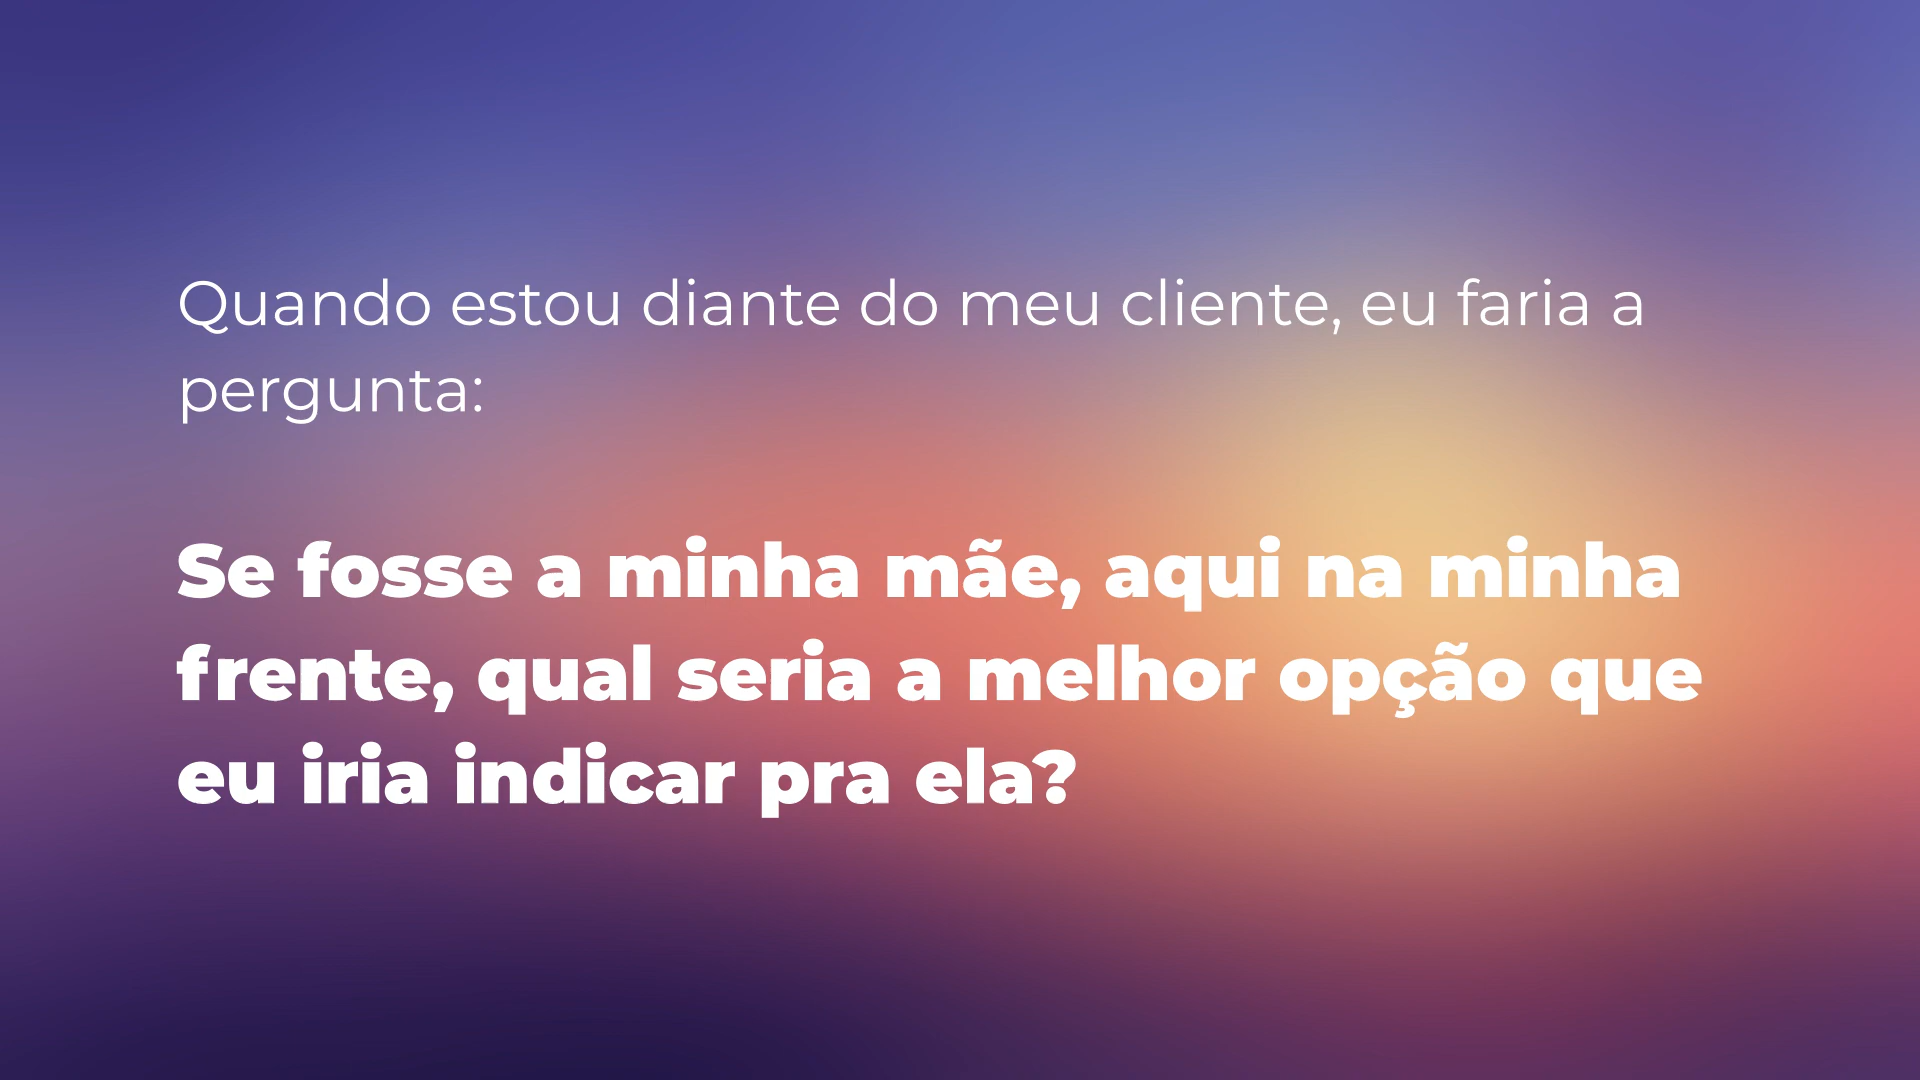 Quando estou diante do meu cliente, eu faria a
pergunta:
Se fosse a minha mãe, aqui na minha
frente, qual seria a melhor opção que
eu iria indicar pra ela?